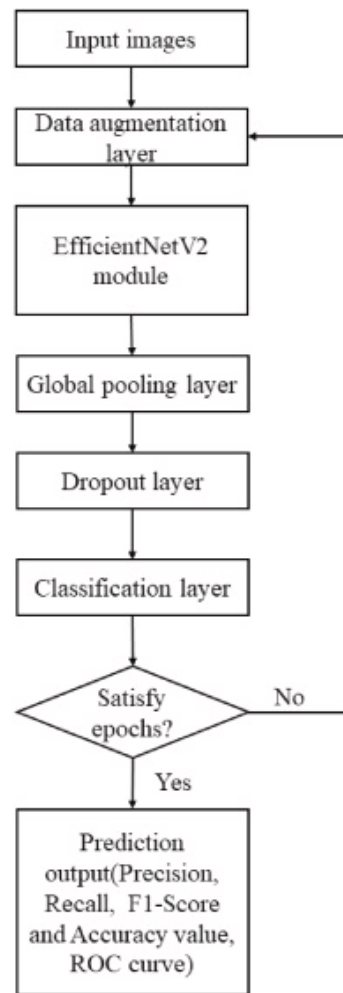 Input images
Data augmentation
layer
EfficientNetV2
module
Global pooling layer
Dropout layer
Classification layer
Satisfy
epochs?
No
Yes
Prediction
output(Precision,
Recall, F1-Score
and Accuracy value,
ROC curve)